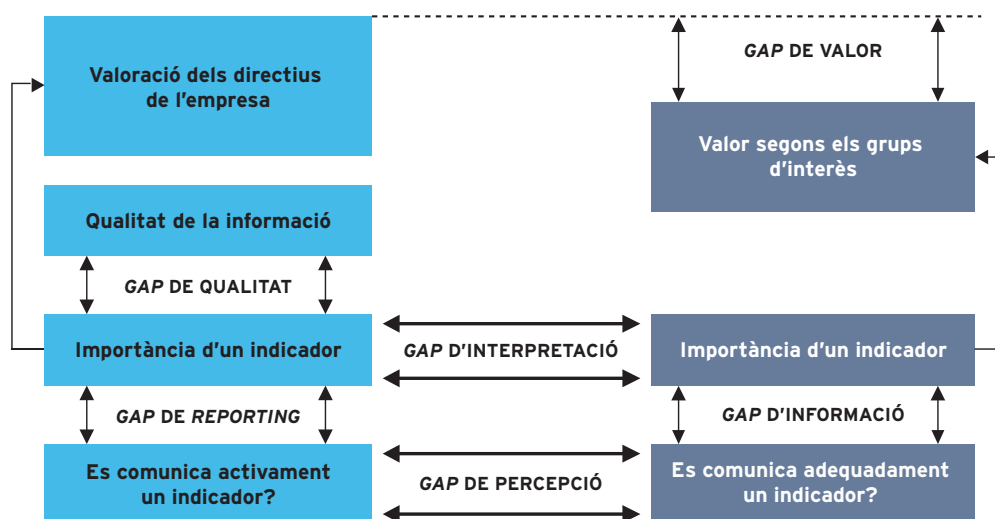 Valoració dels directius
de l’empresa
GAP DE VALOR
Valor segons els grups
d’interès
Qualitat de la informació
GAP DE QUALITAT
Importància d’un indicador
GAP D’INTERPRETACIÓ
Importància d’un indicador
GAP DE REPORTING
GAP D’INFORMACIÓ
Es comunica activament
un indicador?
GAP DE PERCEPCIÓ
Es comunica adequadament
un indicador?